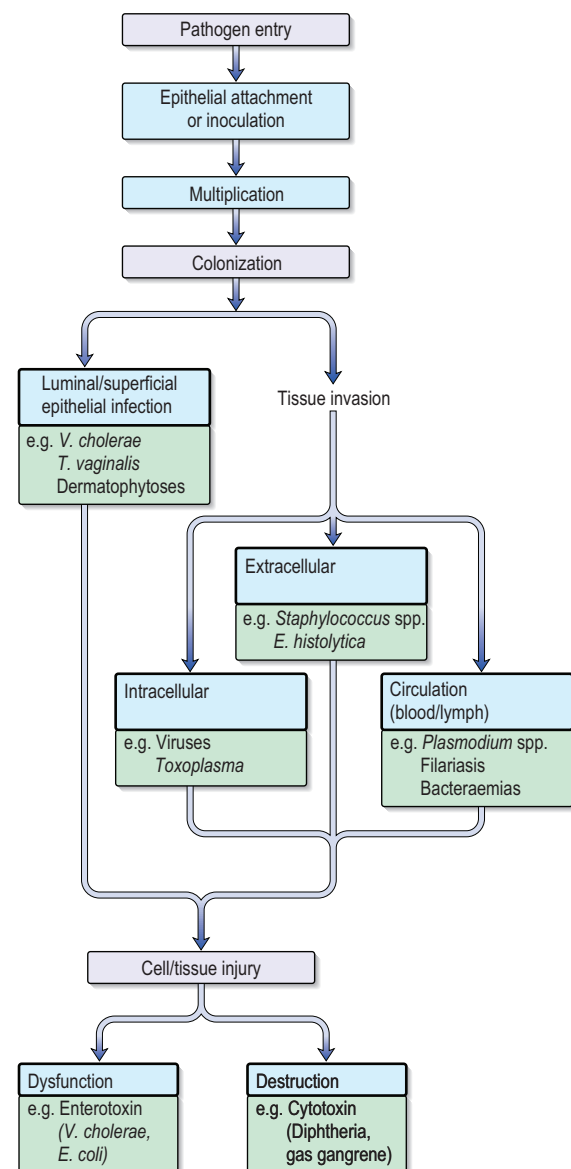 Pathogen entry
Epithelial attachment
or inoculation
Multiplication
Colonization
Luminal/superficial
epithelial infection
e.g. V. cholerae
T. vaginalis
Dermatophytoses
Tissue invasion
Extracellular
e.g. Staphylococcus spp.
E. histolytica
Intracellular
e.g. Viruses
Toxoplasma
Circulation
(blood/lymph)
e.g. Plasmodium spp.
Filariasis
Bacteraemias
Cell/tissue injury
Dysfunction
e.g. Enterotoxin
(V. cholerae,
E. coli)
Destruction
e.g. Cytotoxin
(Diphtheria,
gas gangrene)